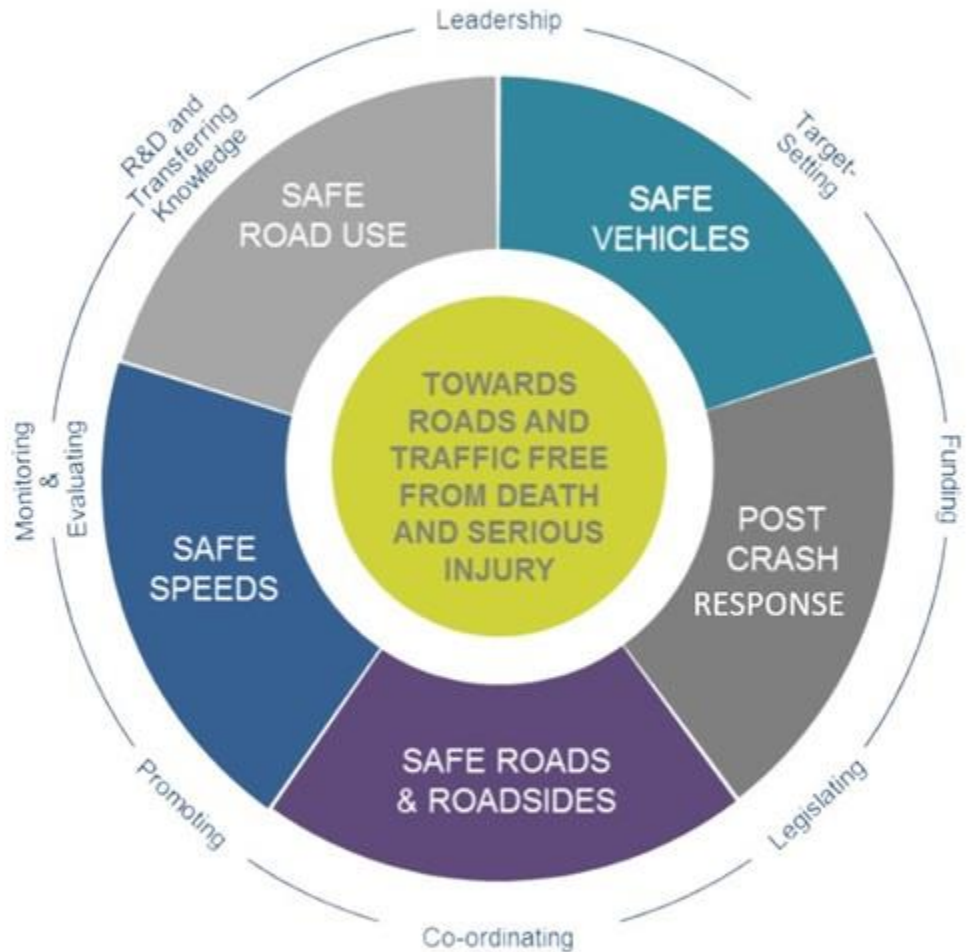 Leadership
Target-
Setting
Funding
Legislating
Co-ordinating
Promoting
Monitoring
&
Evaluating
R&D and
Transferring
Knowledge
SAFE
VEHICLES
POST
CRASH
RESPONSE
SAFE ROADS
& ROADSIDES
SAFE
SPEEDS
SAFE
ROAD USE
TOWARDS
ROADS AND
TRAFFIC FREE
FROM DEATH
AND SERIOUS
INJURY